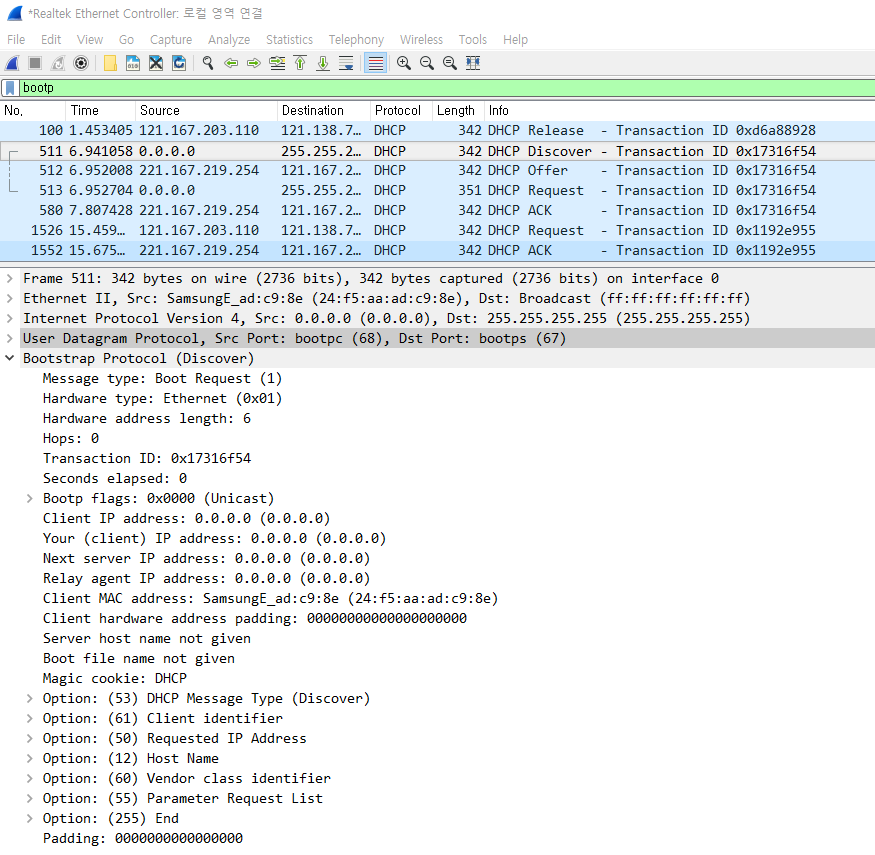 *Realtek Ethernet Controller: 로컬 영역 연결
File Edit View Go Capture Analyze Statistics Telephony Wireless Tools Help
bootp
No. Time Source Destination Protocol Length Info
100 1.453405 121.167.203.110 121.138.7… DHCP 342 DHCP Release - Transaction ID 0xd6a88928
511 6.941058 0.0.0.0 255.255.2… DHCP 342 DHCP Discover - Transaction ID 0x17316f54
512 6.952008 221.167.219.254 121.167.2… DHCP 342 DHCP Offer - Transaction ID 0x17316f54
513 6.952704 0.0.0.0 255.255.2… DHCP 351 DHCP Request - Transaction ID 0x17316f54
580 7.807428 221.167.219.254 121.167.2… DHCP 342 DHCP ACK - Transaction ID 0x17316f54
1526 15.459… 121.167.203.110 221.167.2… DHCP 342 DHCP Request - Transaction ID 0x1192e955
1552 15.675… 221.167.219.254 121.167.2… DHCP 342 DHCP ACK - Transaction ID 0x1192e955
Frame 511: 342 bytes on wire (2736 bits), 342 bytes captured (2736 bits) on interface 0
Ethernet II, Src: SamsungE_ad:c9:8e (24:f5:aa:ad:c9:8e), Dst: Broadcast (ff:ff:ff:ff:ff:ff)
Internet Protocol Version 4, Src: 0.0.0.0 (0.0.0.0), Dst: 255.255.255.255 (255.255.255.255)
User Datagram Protocol, Src Port: bootpc (68), Dst Port: bootps (67)
Bootstrap Protocol (Discover)
Message type: Boot Request (1)
Hardware type: Ethernet (0x01)
Hardware address length: 6
Hops: 0
Transaction ID: 0x17316f54
Seconds elapsed: 0
Bootp flags: 0x0000 (Unicast)
Client IP address: 0.0.0.0 (0.0.0.0)
Your (client) IP address: 0.0.0.0 (0.0.0.0)
Next server IP address: 0.0.0.0 (0.0.0.0)
Relay agent IP address: 0.0.0.0 (0.0.0.0)
Client MAC address: SamsungE_ad:c9:8e (24:f5:aa:ad:c9:8e)
Client hardware address padding: 00000000000000000000
Server host name not given
Boot file name not given
Magic cookie: DHCP
Option: (53) DHCP Message Type (Discover)
Option: (61) Client identifier
Option: (50) Requested IP Address
Option: (12) Host Name
Option: (60) Vendor class identifier
Option: (55) Parameter Request List
Option: (255) End
Padding: 0000000000000000